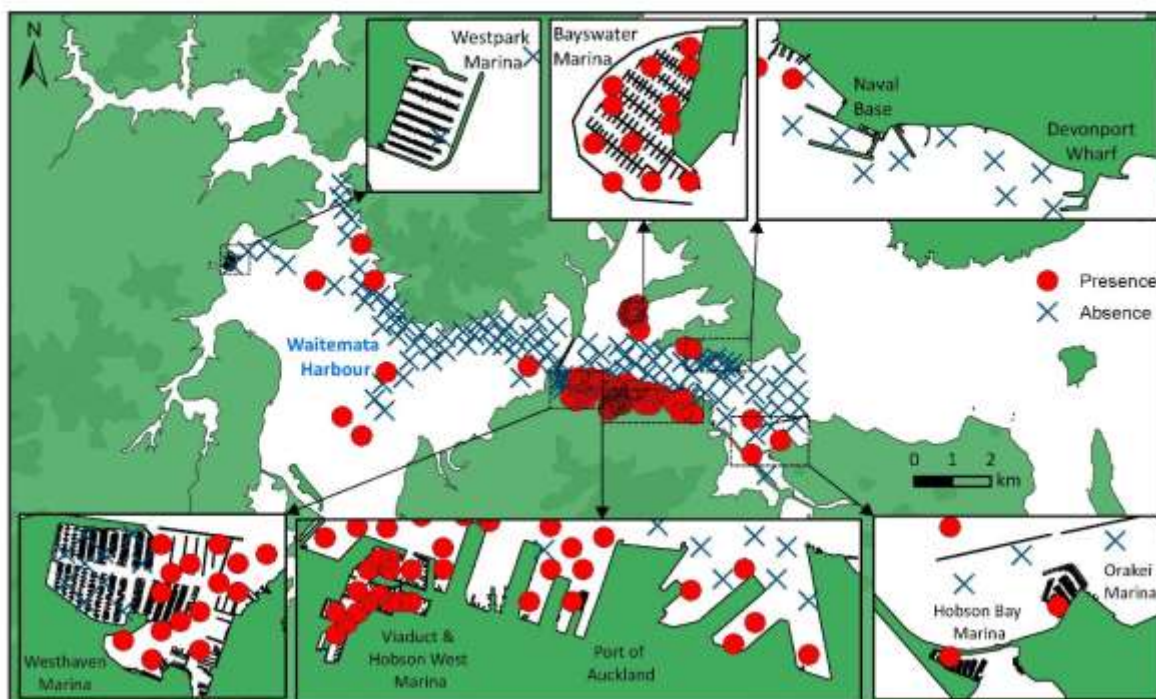 N
Westpark
Marina
Bayswater
Marina
Naval
Base
Devonport
Wharf
Presence
Absence
Waitemata
Harbour
0 1 2
km
Westhaven
Marina
Viaduct &
Hobson West
Marina
Port of
Auckland
Orakei
Marina
Hobson Bay
Marina